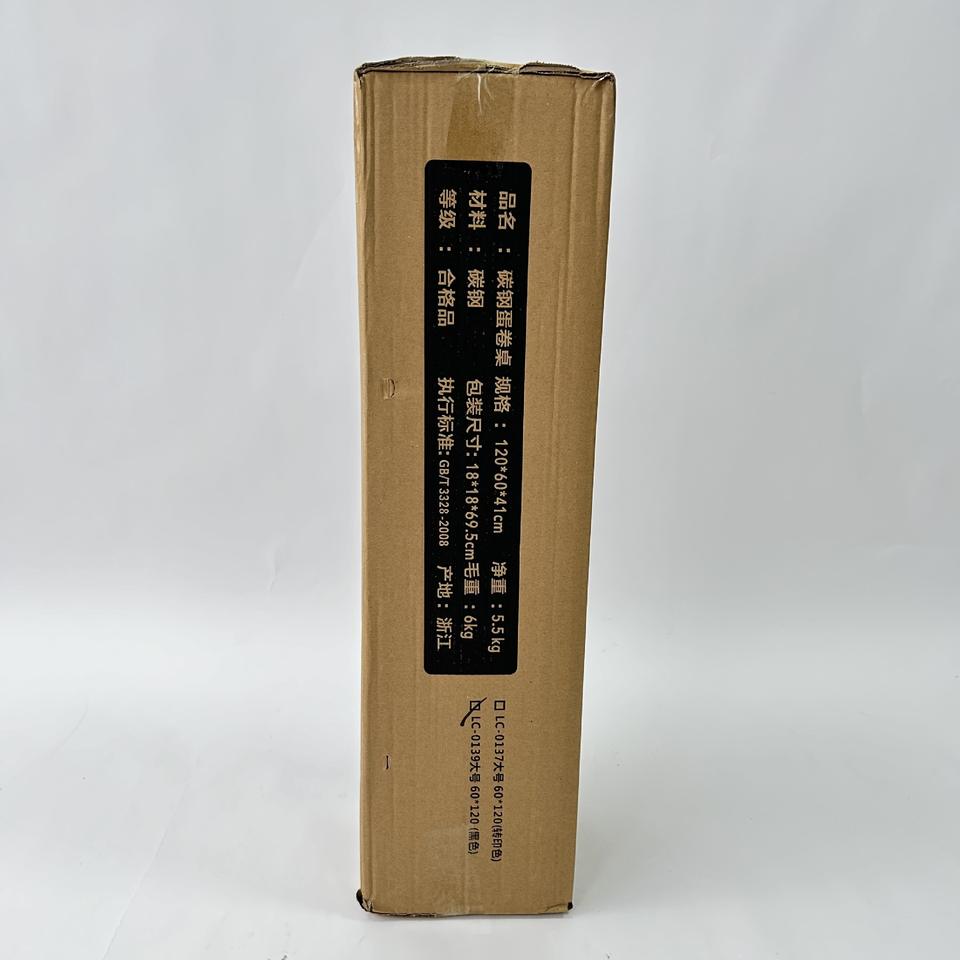 品名 ： 碳钢蛋卷桌 规格 ： 120*60*41cm 净重 ：5.5 kg
材料 ： 碳钢 包装尺寸: 18*18*69.5cm 毛重 ：6kg
等级 ： 合格品 执行标准: GB/T 3328-2008 产地 ：浙江
□ LC-0137大号 60*120(转印色)
☑ LC-0139大号 60*120 (黑色)